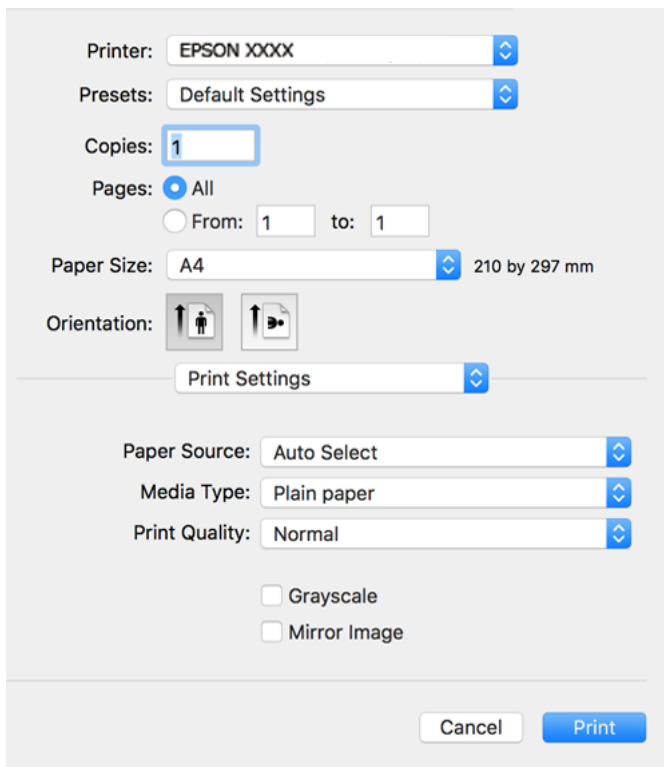 Printer: EPSON XXXX
Presets: Default Settings
Copies: 1
Pages: All
From: 1 to: 1
Paper Size: A4 210 by 297 mm
Orientation:
Print Settings
Paper Source: Auto Select
Media Type: Plain paper
Print Quality: Normal
Grayscale
Mirror Image
Cancel Print